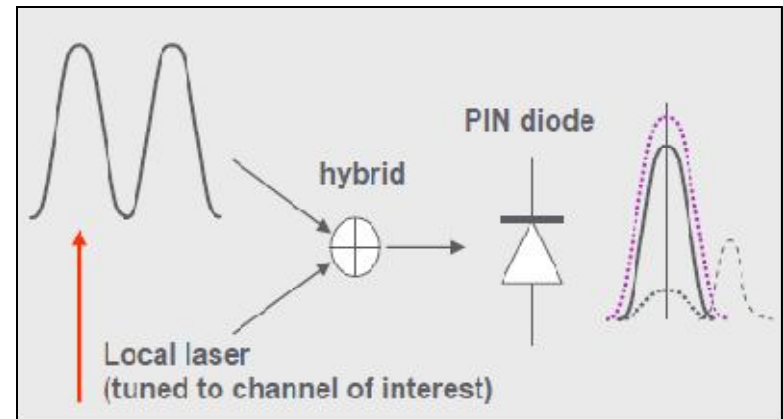 PIN diode
hybrid
Local laser
(tuned to channel of interest)